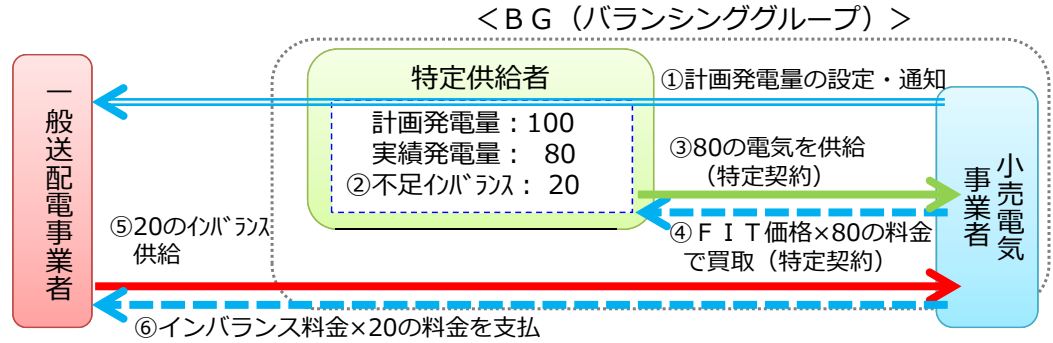 ＜ＢＧ（バランシンググループ）＞
一般送配電事業者
特定供給者
①計画発電量の設定・通知
計画発電量：100
実績発電量： 80
②不足ｲﾝﾊﾞﾗﾝｽ： 20
③80の電気を供給
（特定契約）
小売電気
事業者
④ＦＩＴ価格×80の料金
で買取（特定契約）
⑤20のｲﾝﾊﾞﾗﾝｽ
供給
⑥インバランス料金×20の料金を支払